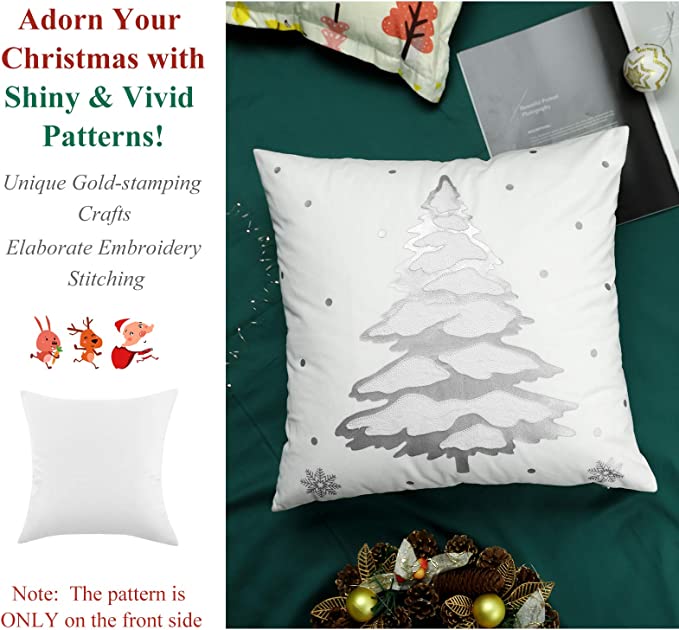 Adorn Your
Christmas with
Shiny & Vivid
Patterns!
Unique Gold-stamping
Crafts
Elaborate Embroidery
Stitching
Note: The pattern is
ONLY on the front side
Photography